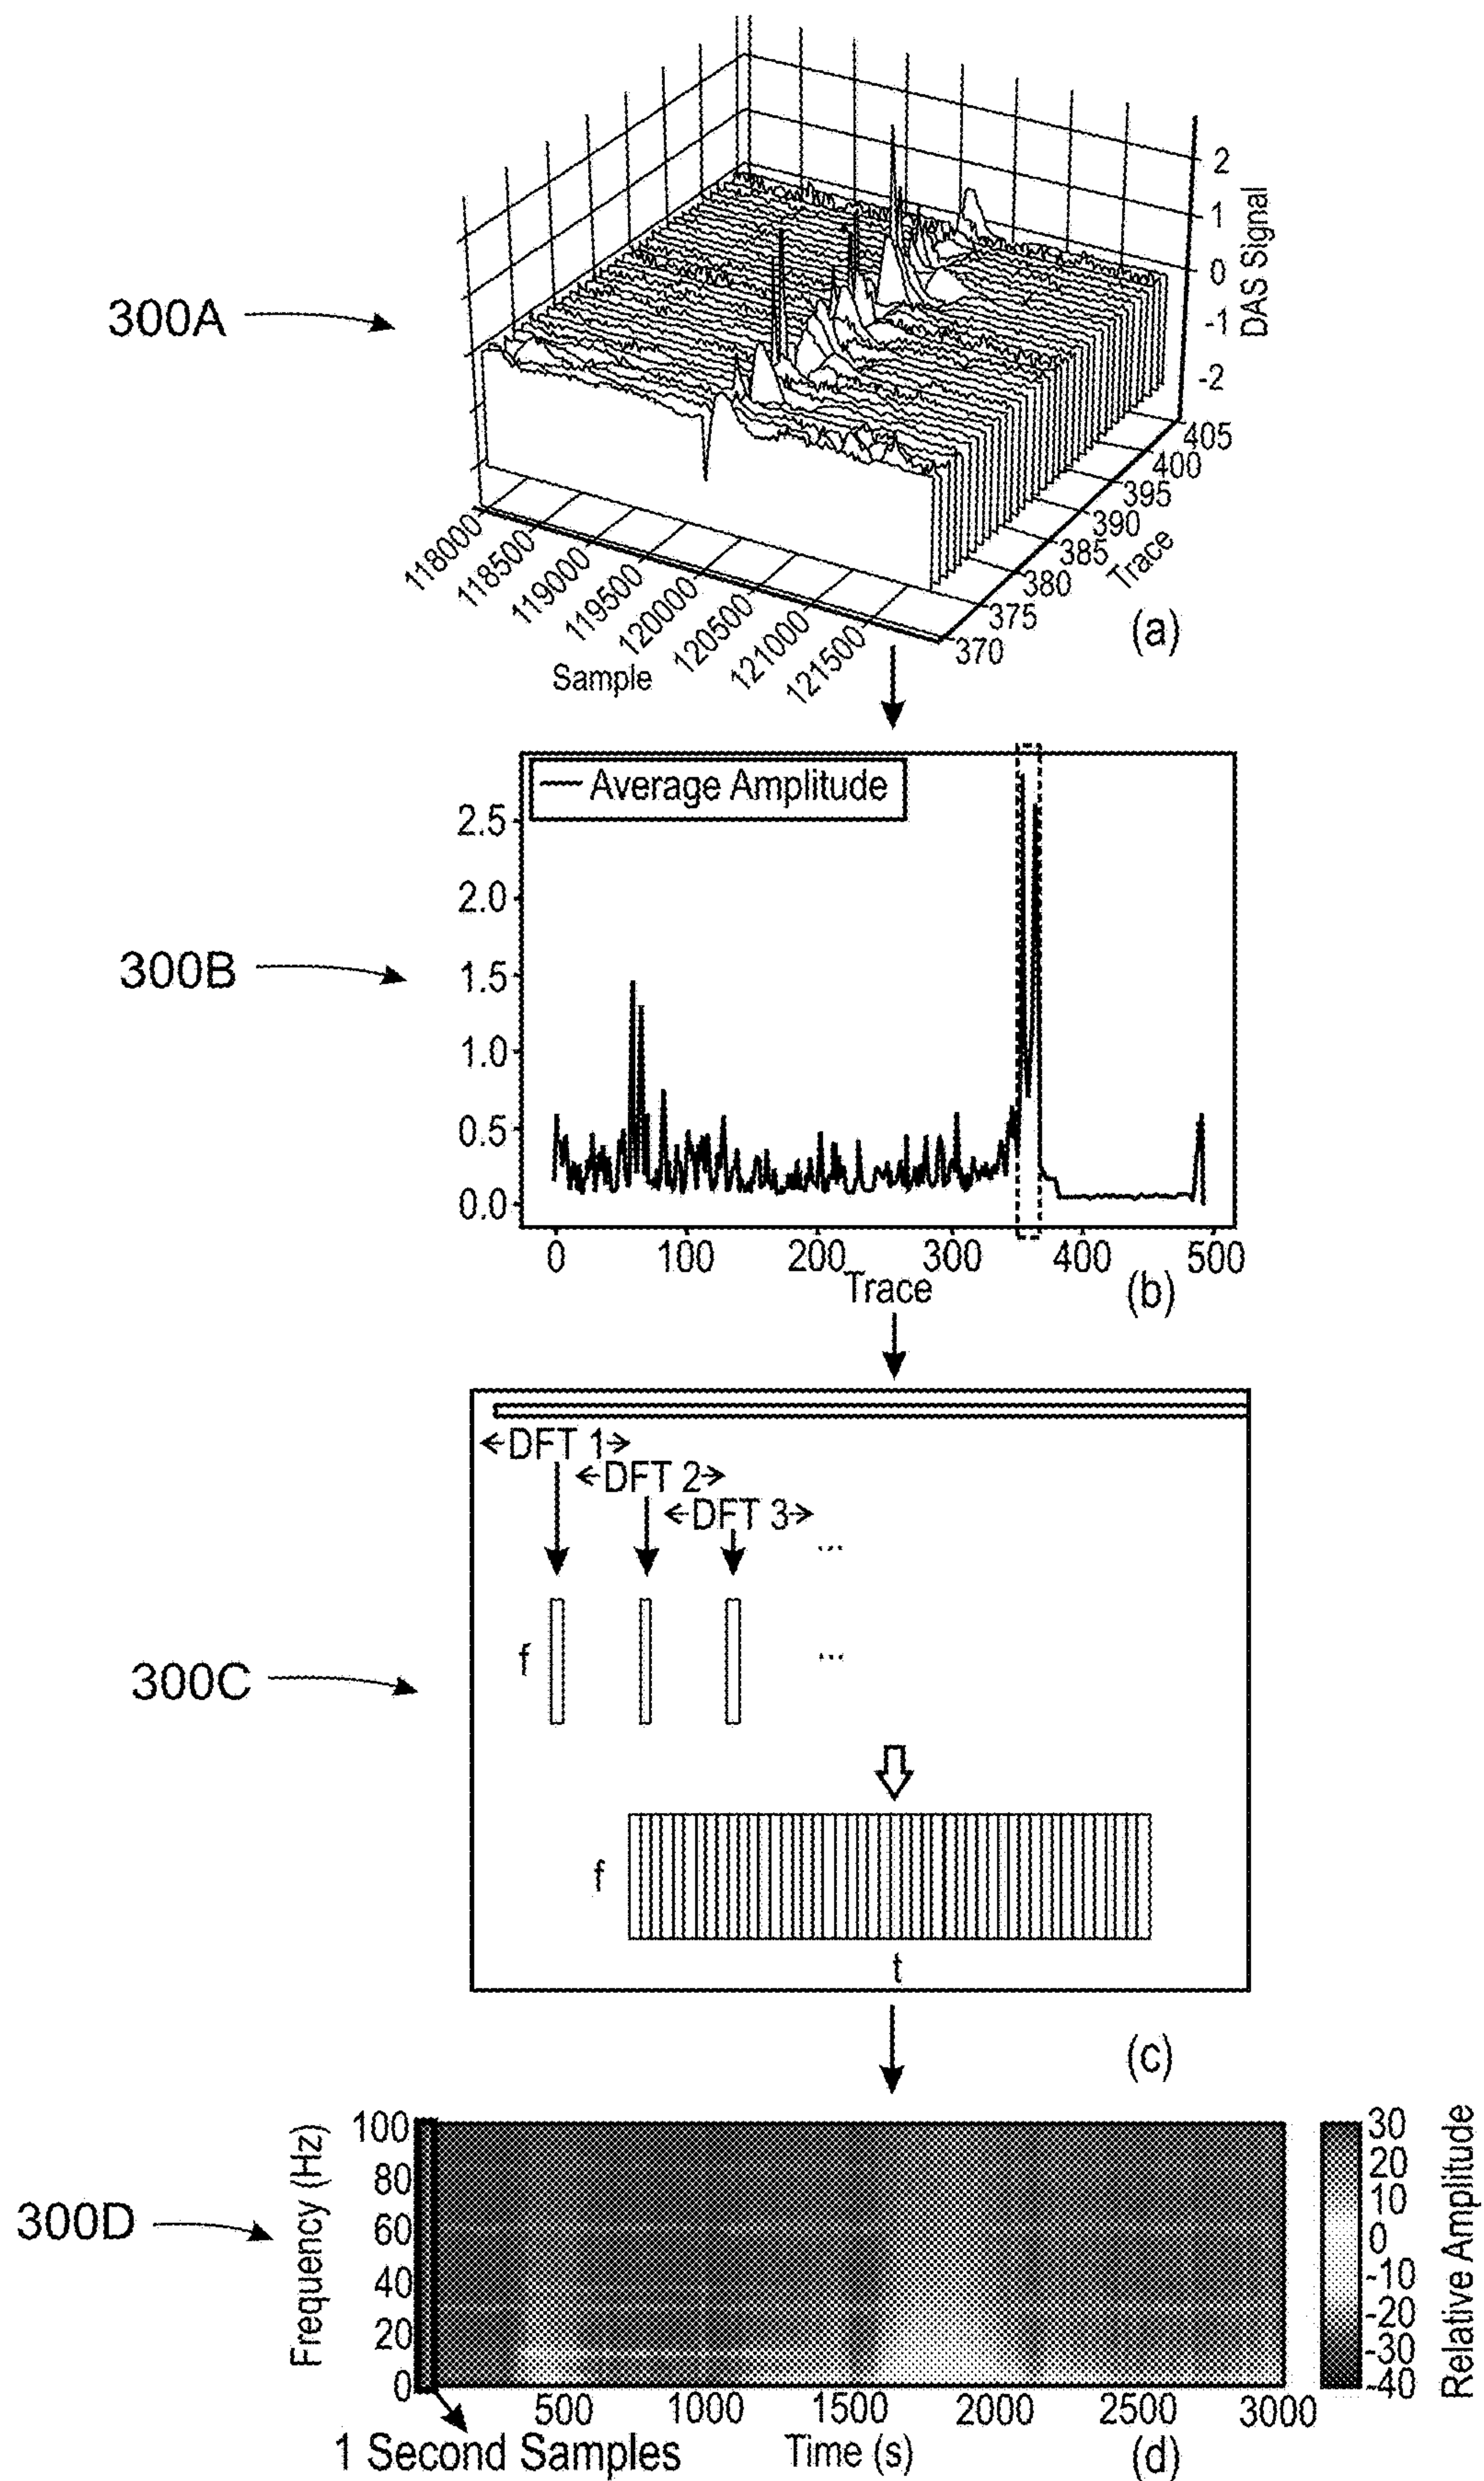 300A
2
1
0
-1
-2
DAS Signal
405
400
395
390
385
380
375
370
Trace
118000
118500
119000
119500
120000
120500
121000
121500
Sample
(a)
300B
Average Amplitude
2.5
2.0
1.5
1.0
0.5
0.0
0 100 200 300 400 500
Trace
(b)
300C
DFT 1
DFT 2
DFT 3
...
f
...
f
t
(c)
300D
Frequency (Hz)
100
80
60
40
20
0
500 1000 1500 2000 2500 3000
1 Second Samples
Time (s)
(d)
30
20
10
0
-10
-20
-30
-40
Relative Amplitude